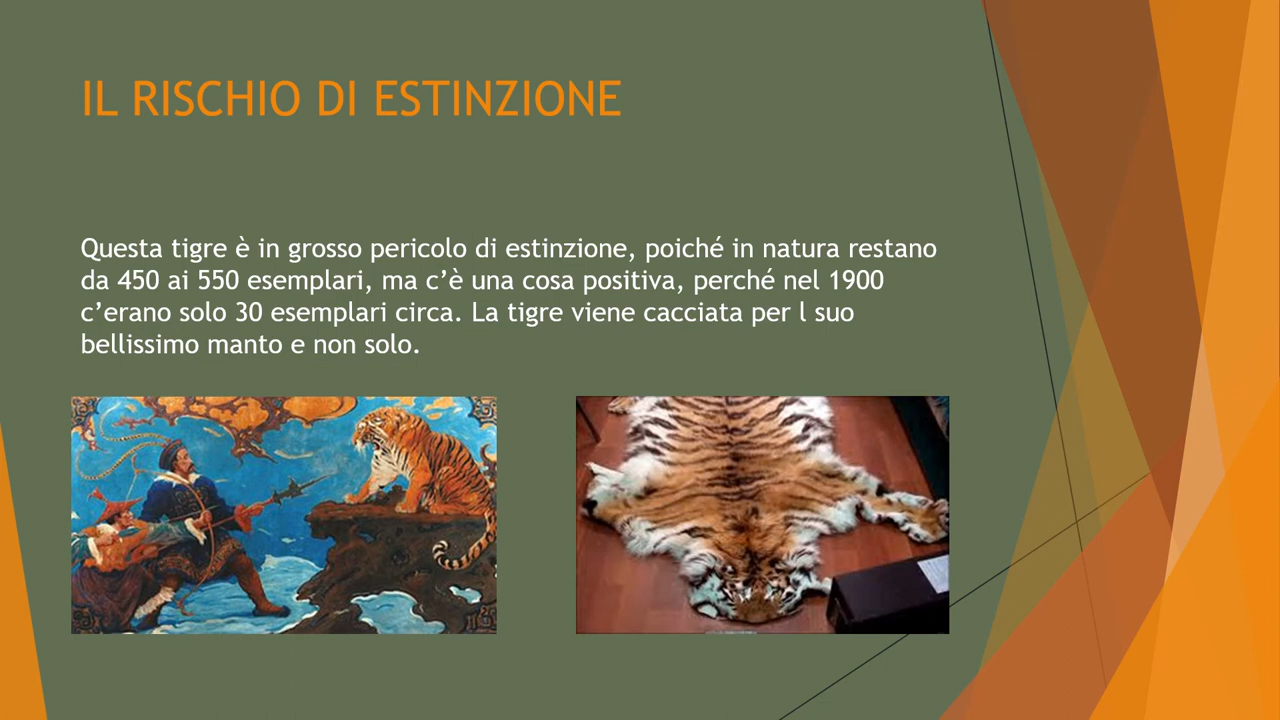 IL RISCHIO DI ESTINZIONE
Questa tigre è in grosso pericolo di estinzione, poiché in natura restano
da 450 ai 550 esemplari, ma c’è una cosa positiva, perché nel 1900
c’erano solo 30 esemplari circa. La tigre viene cacciata per l suo
bellissimo manto e non solo.